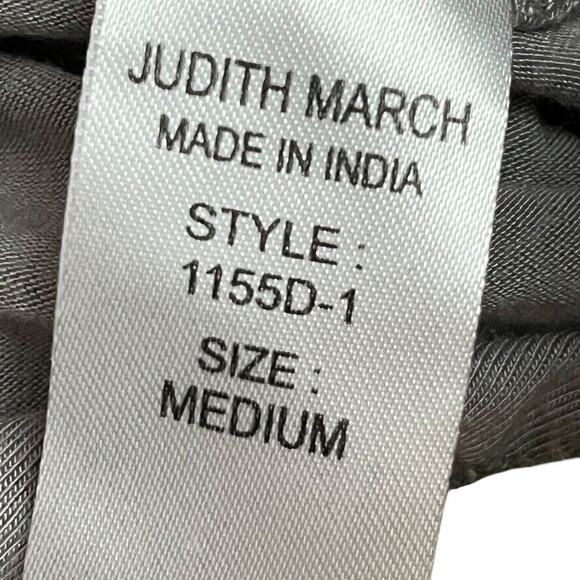 JUDITH MARCH
MADE IN INDIA
STYLE :
1155D-1
SIZE :
MEDIUM